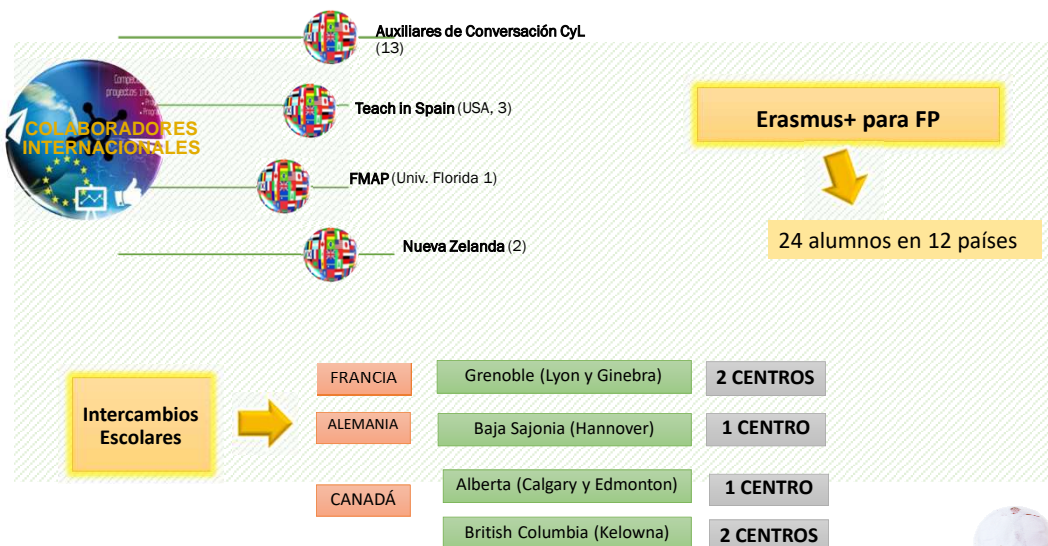 Auxiliares de Conversación CyL
(13)
COLABORADORES
INTERNACIONALES
Teach in Spain (USA, 3)
FMAP (Univ. Florida 1)
Nueva Zelanda (2)
Erasmus+ para FP
24 alumnos en 12 países
Intercambios
Escolares
FRANCIA
Grenoble (Lyon y Ginebra)
2 CENTROS
ALEMANIA
Baja Sajonia (Hannover)
1 CENTRO
CANADÁ
Alberta (Calgary y Edmonton)
1 CENTRO
British Columbia (Kelowna)
2 CENTROS